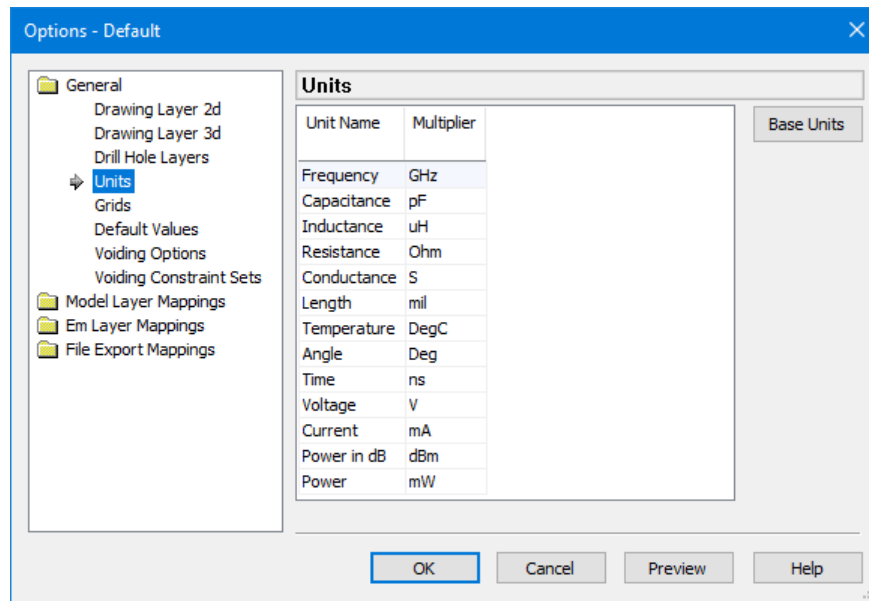 Options - Default
General
Drawing Layer 2d
Drawing Layer 3d
Drill Hole Layers
Units
Grids
Default Values
Voiding Options
Voiding Constraint Sets
Model Layer Mappings
Em Layer Mappings
File Export Mappings
Units
Unit Name Multiplier
Frequency GHz
Capacitance pF
Inductance uH
Resistance Ohm
Conductance S
Length mil
Temperature DegC
Angle Deg
Time ns
Voltage V
Current mA
Power in dB dBm
Power mW
Base Units
OK Cancel Preview Help